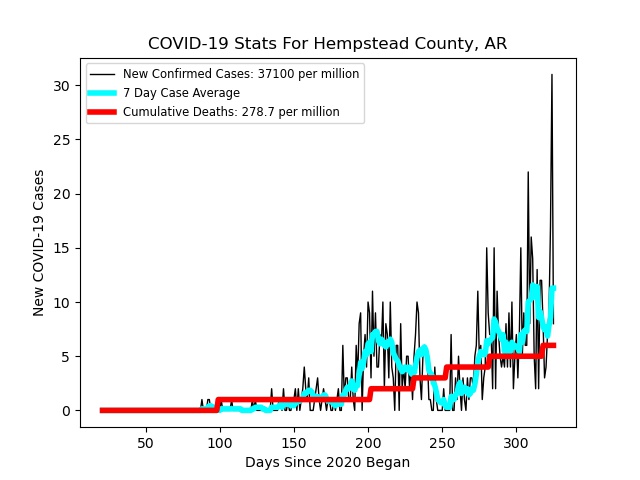 COVID-19 Stats For Hempstead County, AR
New Confirmed Cases: 37100 per million
7 Day Case Average
Cumulative Deaths: 278.7 per million
30
25
20
15
10
5
0
New COVID-19 Cases
50 100 150 200 250 300
Days Since 2020 Began